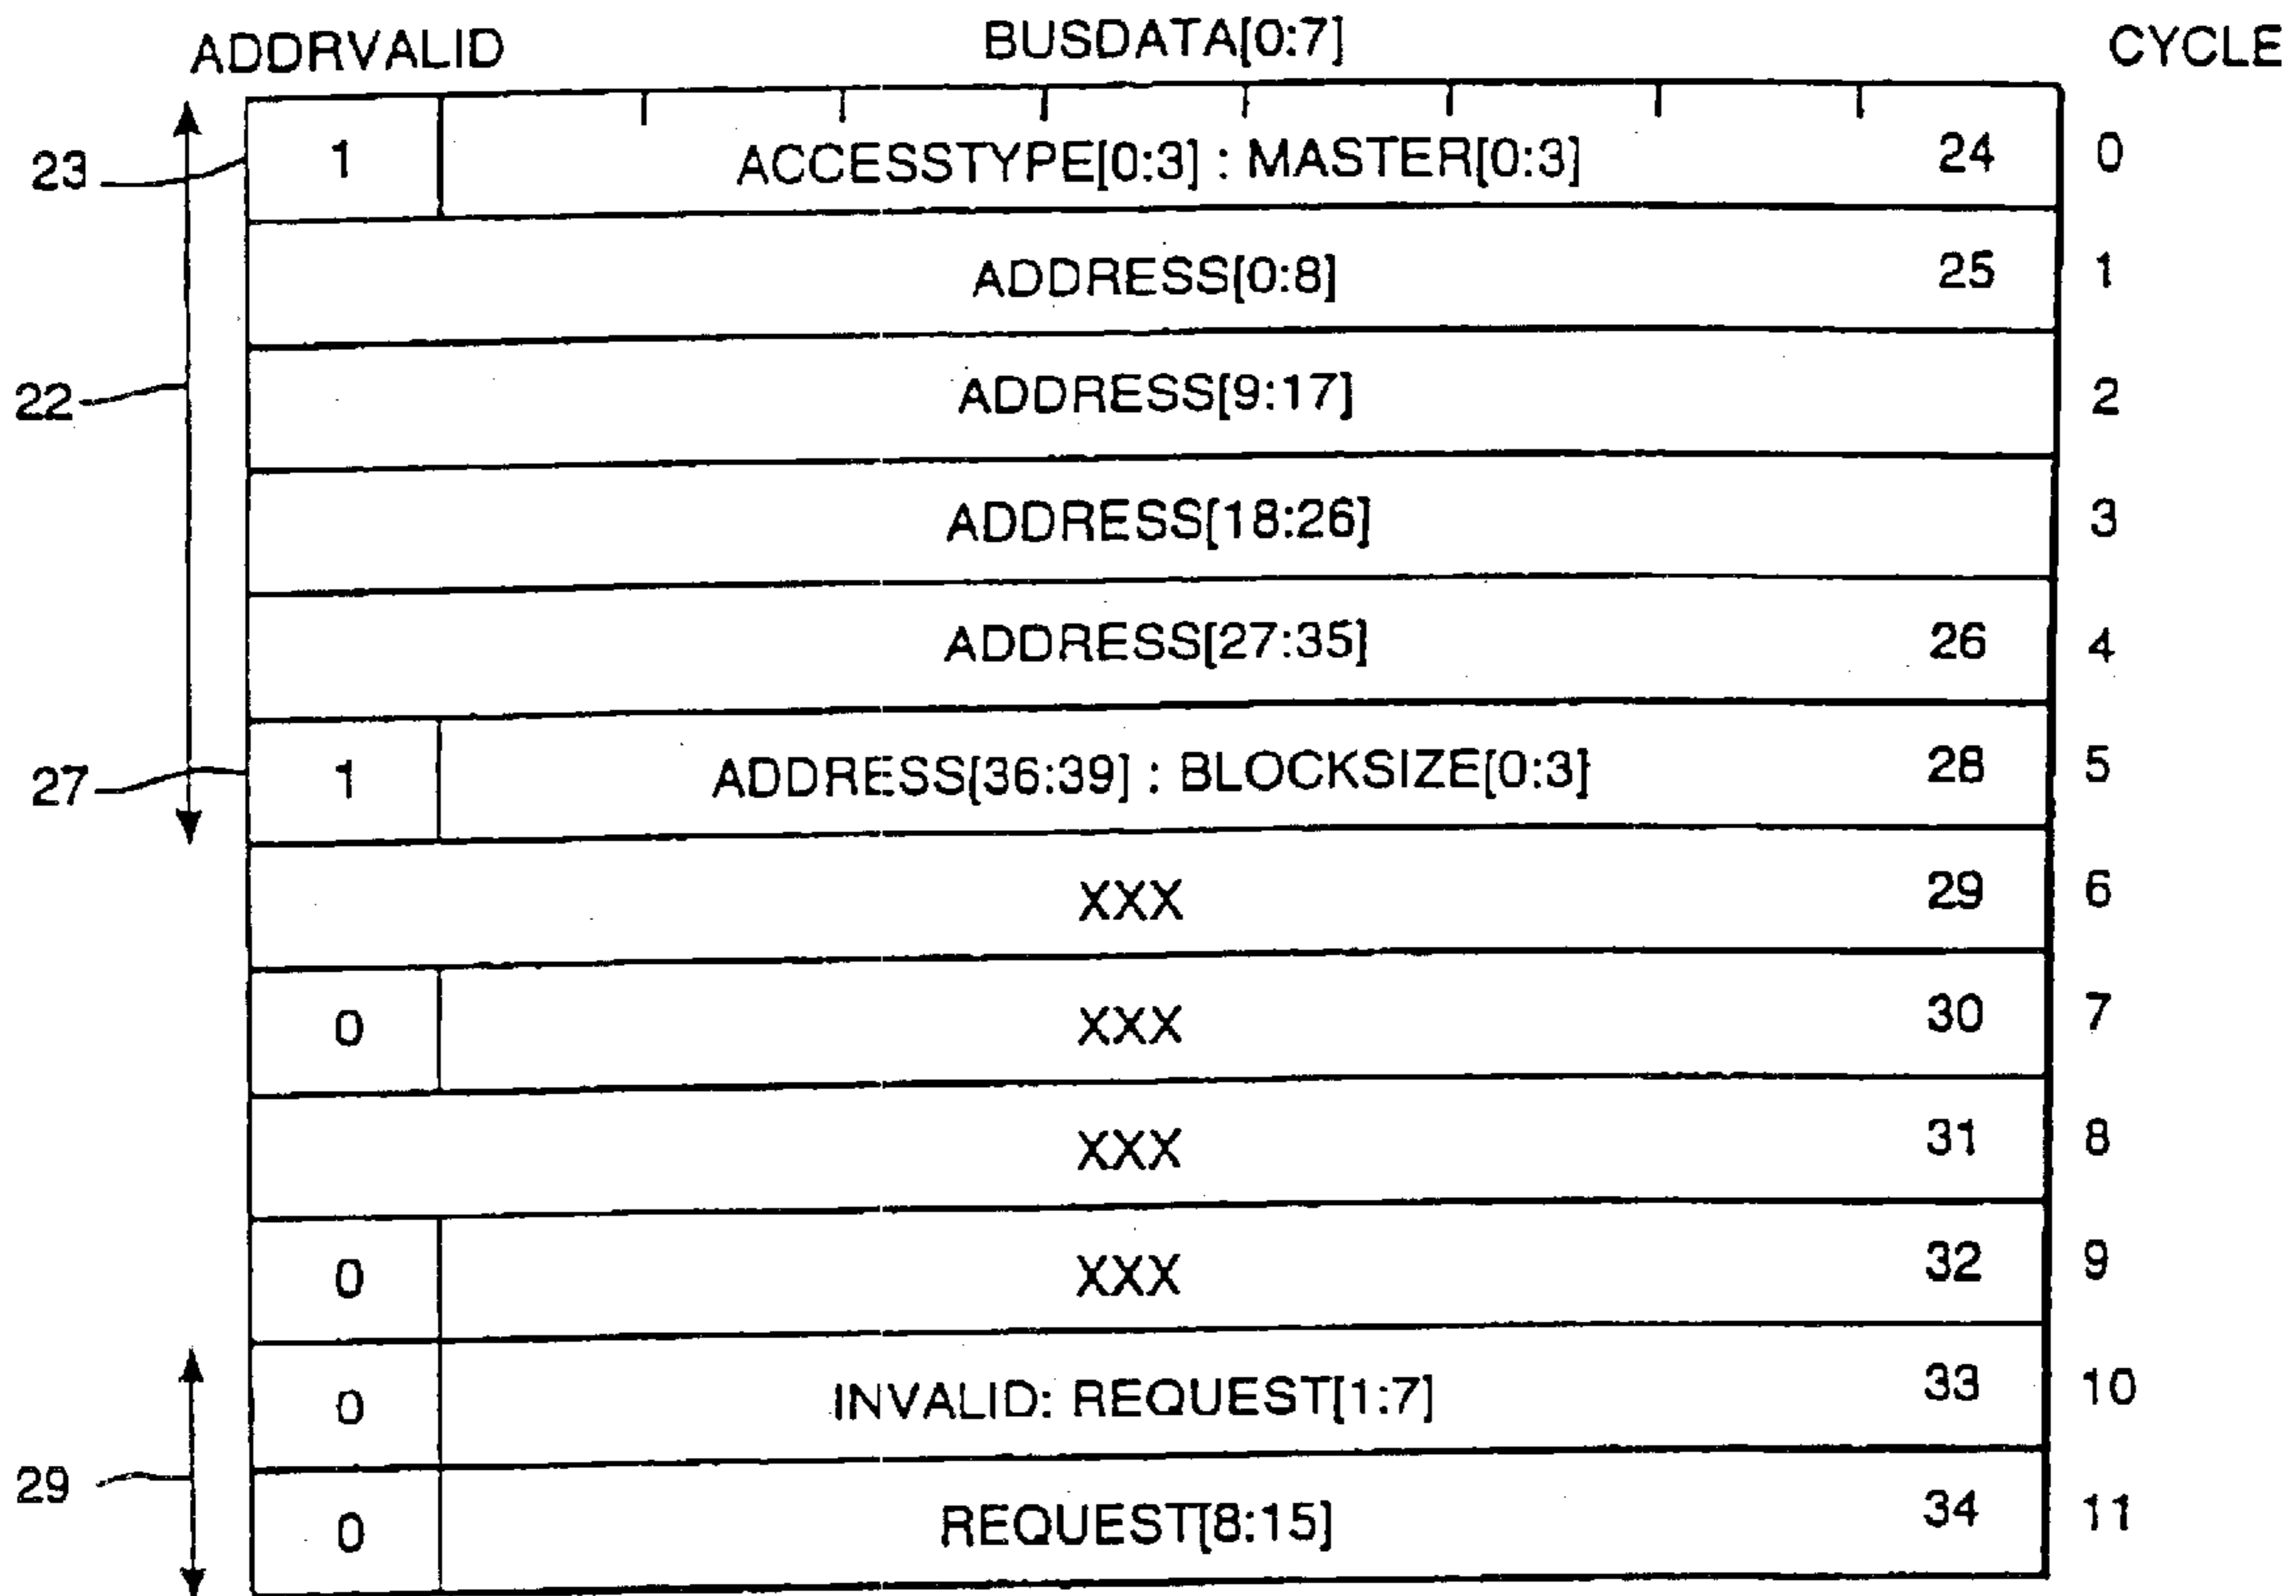 ADDRVALID BUSDATA[0:7] CYCLE
23 1 ACCESSTYPE[0:3] : MASTER[0:3] 24 0
ADDRESS[0:8] 25 1
22 ADDRESS[9:17] 2
ADDRESS[18:26] 3
ADDRESS[27:35] 26 4
27 1 ADDRESS[36:39] : BLOCKSIZE[0:3] 28 5
XXX 29 6
0 XXX 30 7
XXX 31 8
0 XXX 32 9
0 INVALID: REQUEST[1:7] 33 10
29 0 REQUEST[8:15] 34 11